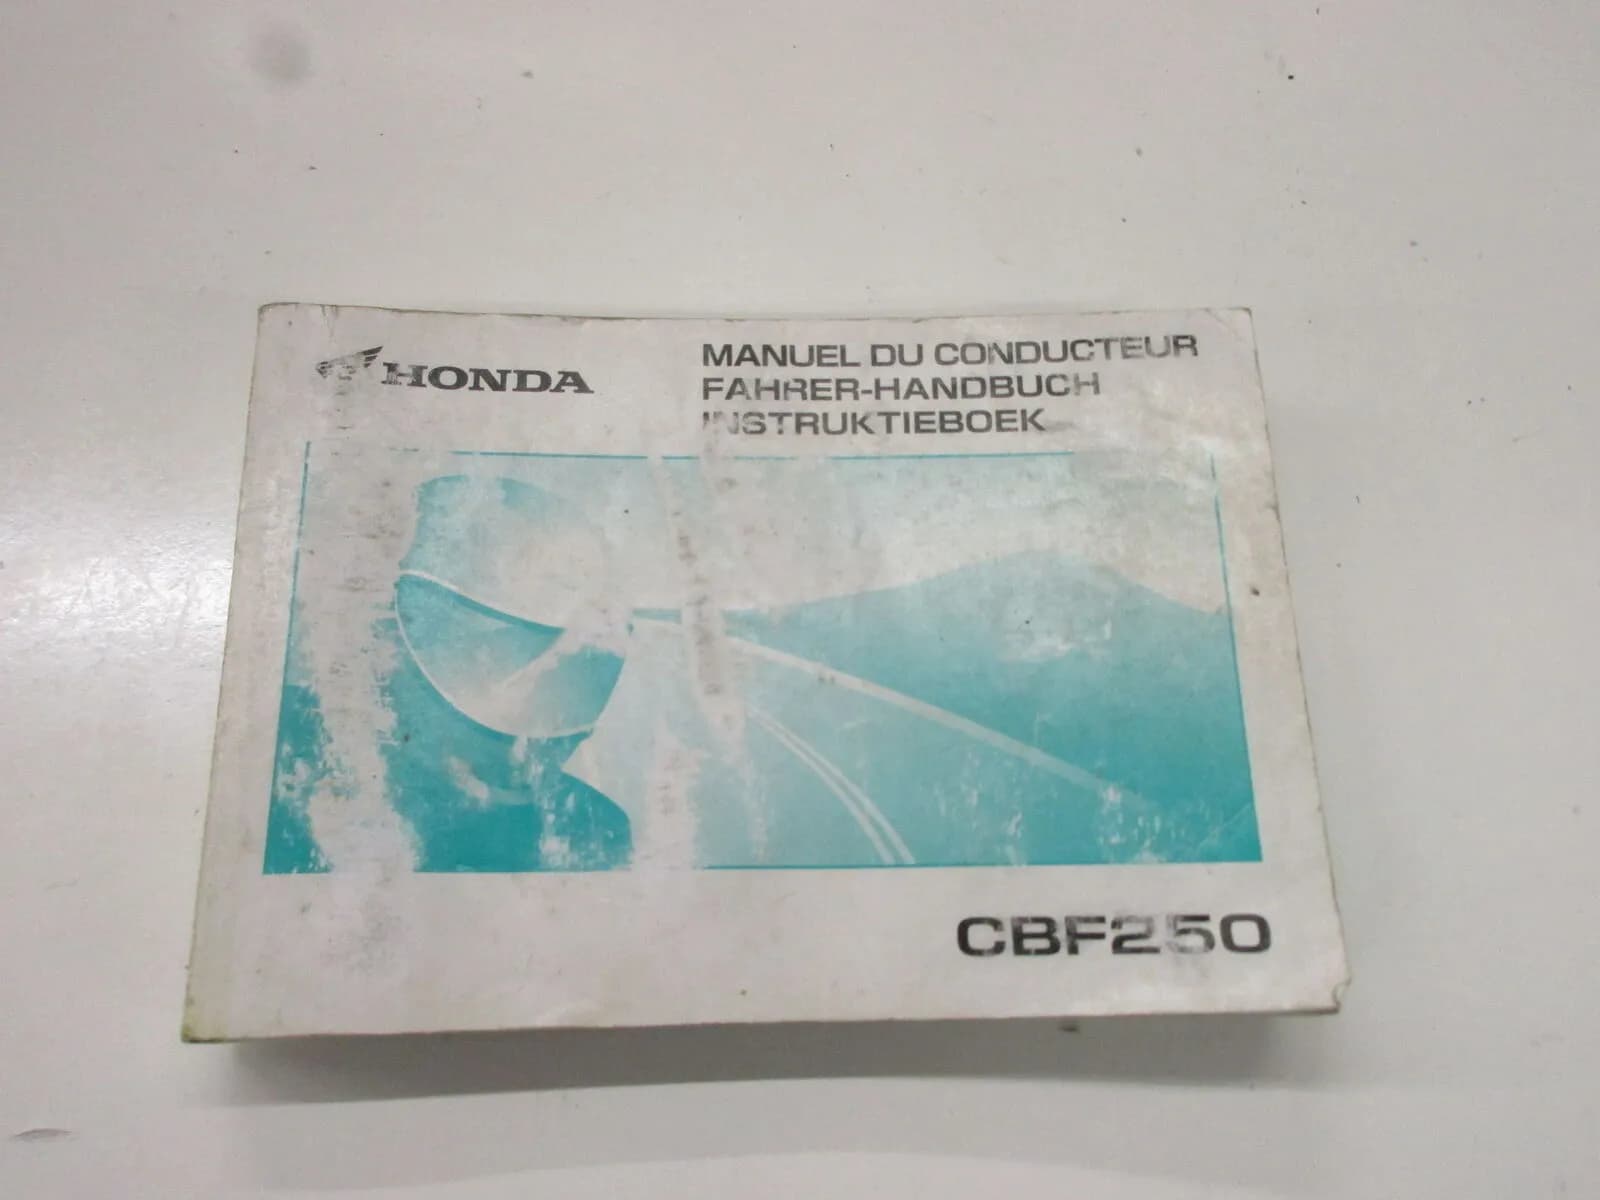 HONDA
MANUEL DU CONDUCTEUR
FAHRER-HANDBUCH
INSTRUKTIEBOEK
CBF250